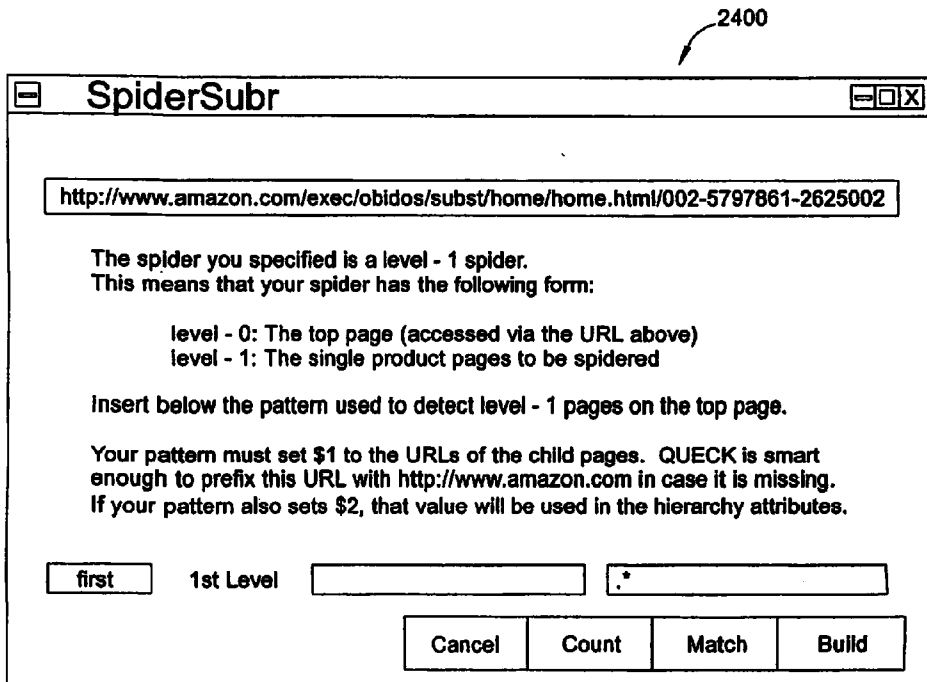 2400
SpiderSubr
http://www.amazon.com/exec/obidos/subst/home/home.html/002-5797861-2625002
The spider you specified is a level - 1 spider.
This means that your spider has the following form:
level - 0: The top page (accessed via the URL above)
level - 1: The single product pages to be spidered
Insert below the pattern used to detect level - 1 pages on the top page.
Your pattern must set $1 to the URLs of the child pages. QUECK is smart
enough to prefix this URL with http://www.amazon.com in case it is missing.
If your pattern also sets $2, that value will be used in the hierarchy attributes.
first 1st Level .*
Cancel Count Match Build